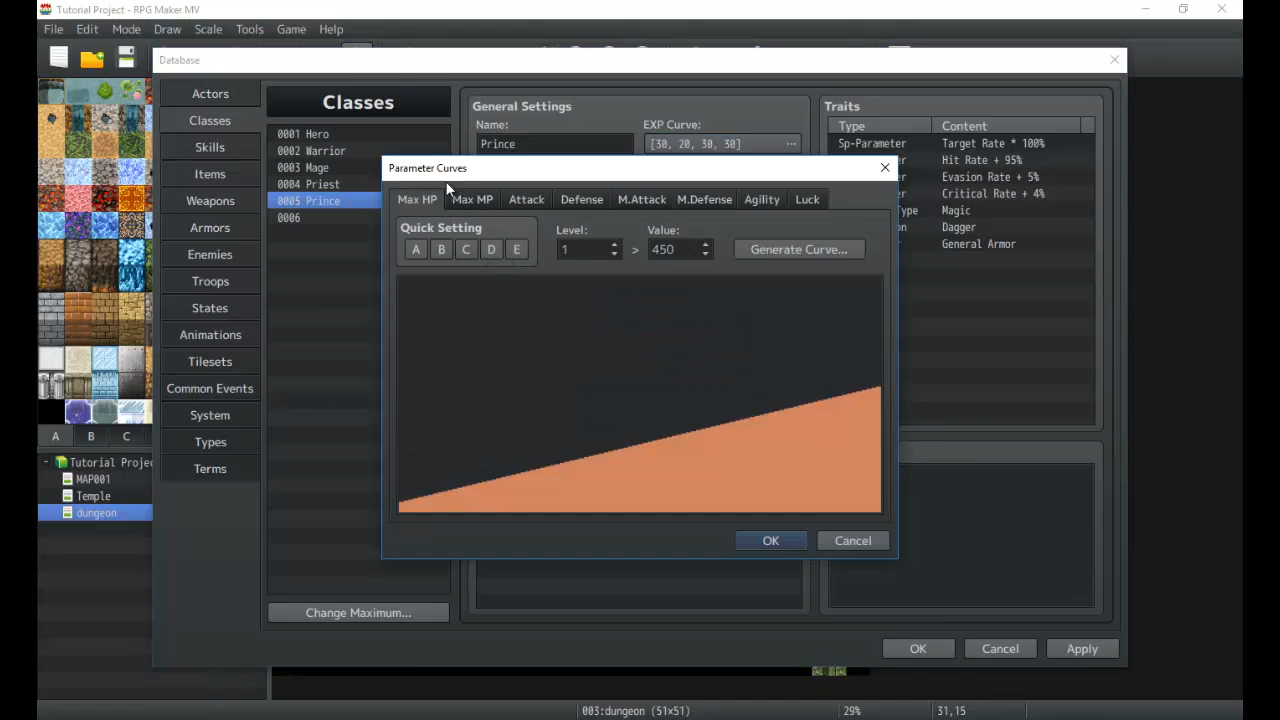 Tutorial Project - RPG Maker MV
File Edit Mode Draw Scale Tools Game Help
Database
Actors
Classes
Skills
Items
Weapons
Armors
Enemies
Troops
States
Animations
Tilesets
Common Events
System
Types
Terms
Classes
0001 Hero
0002 Warrior
0003 Mage
0004 Priest
0005 Prince
0006
Change Maximum...
General Settings
Name:
EXP Curve:
Prince
[30, 20, 30, 30]
...
Traits
Type Content
Sp-Parameter Target Rate * 100%
Hit Rate + 95%
Evasion Rate + 5%
Critical Rate + 4%
Magic
Dagger
General Armor
Parameter Curves
Max HP Max MP Attack Defense M.Attack M.Defense Agility Luck
Quick Setting
A B C D E
Level:
1
>
Value:
450
Generate Curve...
OK Cancel
OK Cancel Apply
A B C
MAP001
Temple
dungeon
003:dungeon (51x51) 29% 31,15